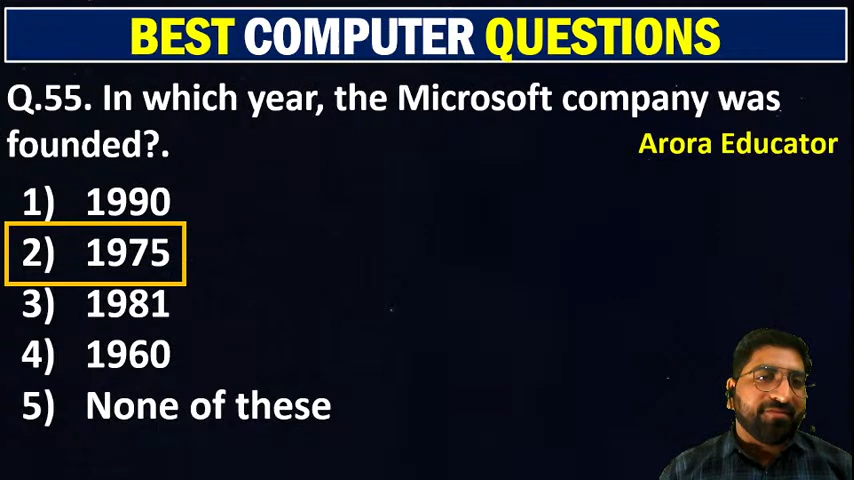 BEST COMPUTER QUESTIONS
Q.55. In which year, the Microsoft company was
founded?.
Arora Educator
1) 1990
2) 1975
3) 1981
4) 1960
5) None of these